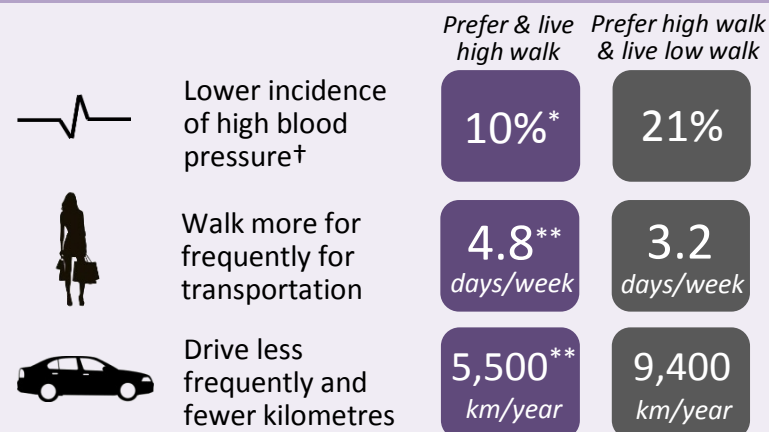 Prefer & live
high walk
Prefer high walk
& live low walk
Lower incidence
of high blood
pressure†
10%*
21%
Walk more for
frequently for
transportation
4.8**
days/week
3.2
days/week
Drive less
frequently and
fewer kilometres
5,500**
km/year
9,400
km/year